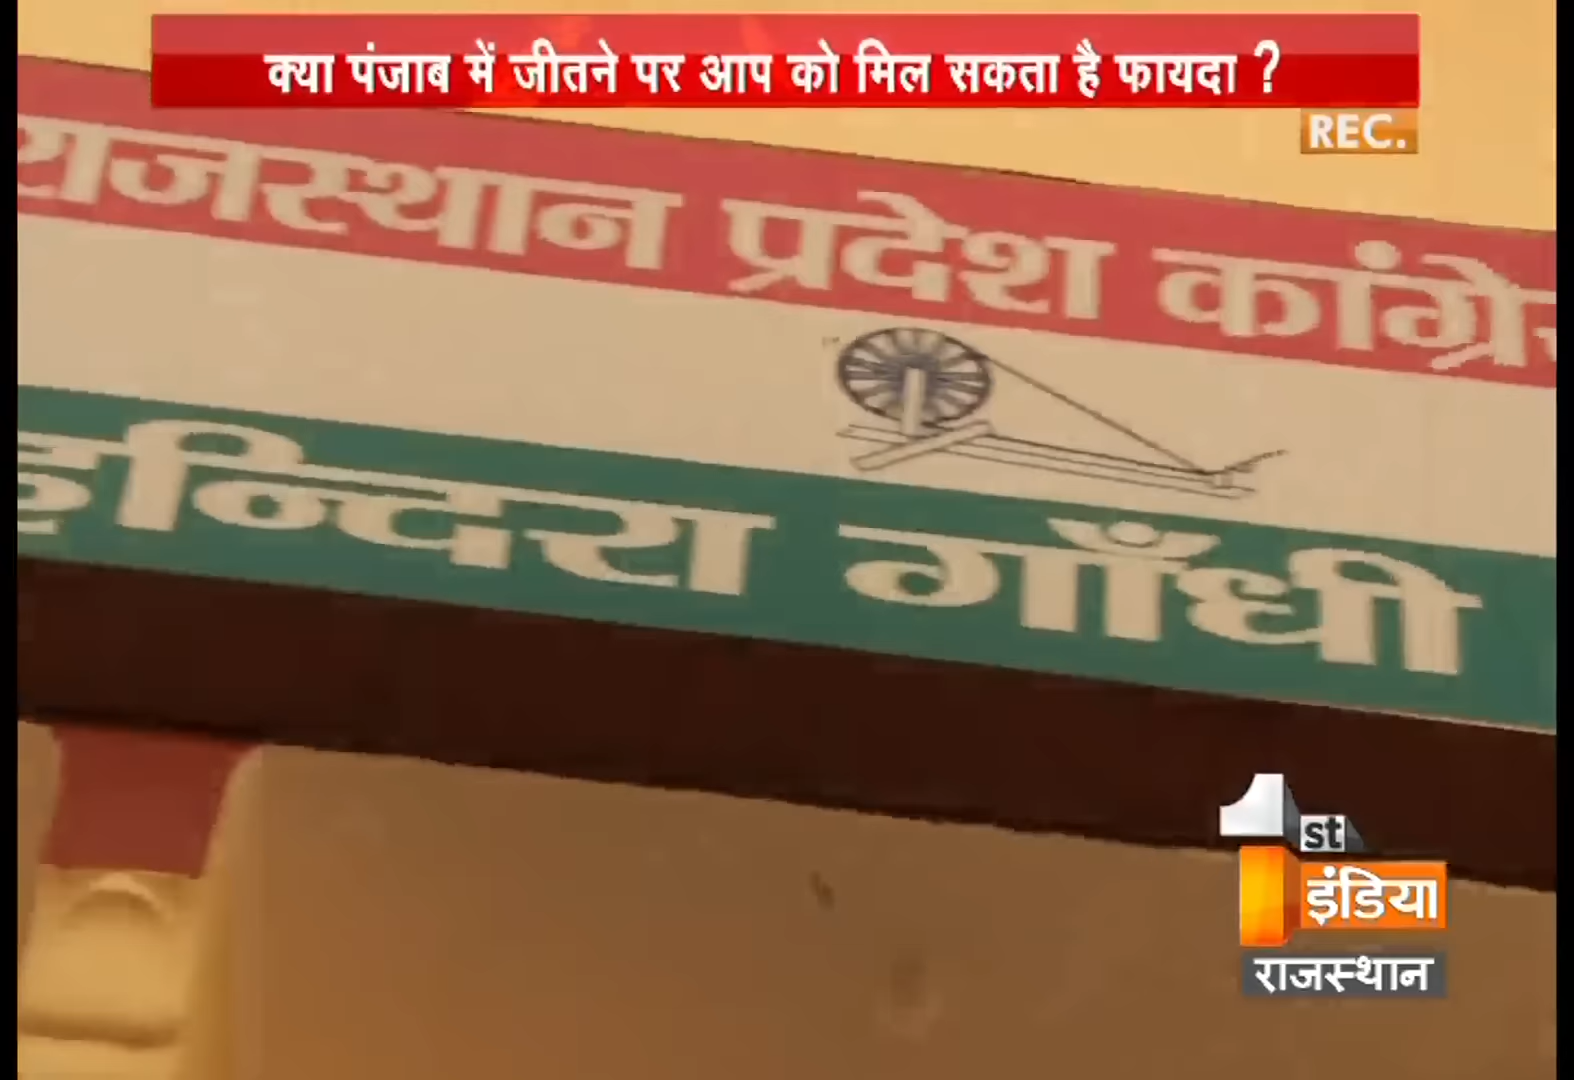 क्या पंजाब में जीतने पर आप को मिल सकता है फायदा ?
REC.
राजस्थान प्रदेश
इन्दिरा गाँधी
1st
इंडिया
राजस्थान